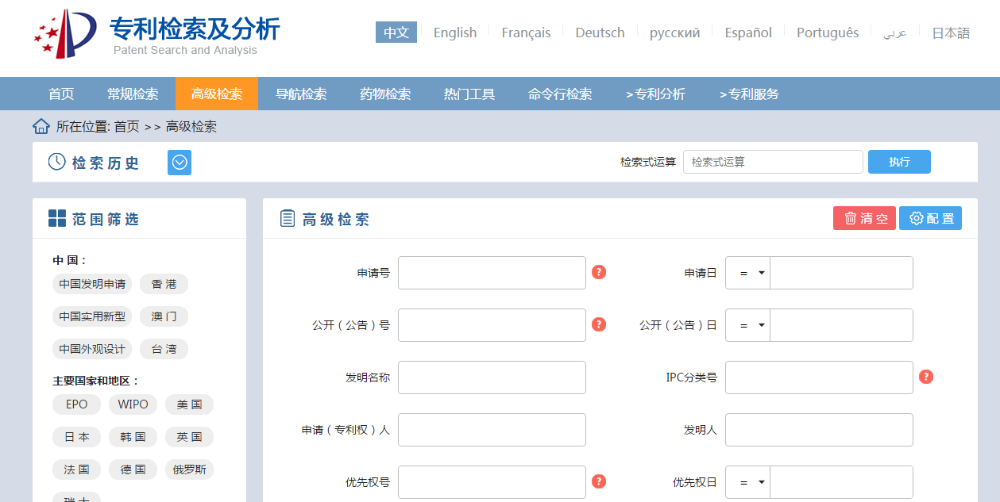 专利检索及分析
Patent Search and Analysis
中文 English Français Deutsch русский Español Português عربي 日本語
首页 常规检索 高级检索 导航检索 药物检索 热门工具 命令行检索 >专利分析 >专利服务
所在位置: 首页 >> 高级检索
检索历史 检索式运算 检索式运算 执行
范围筛选
中国：
中国发明申请 香港
中国实用新型 澳门
中国外观设计 台湾
主要国家和地区：
EPO WIPO 美国
日本 韩国 英国
法国 德国 俄罗斯
瑞士
高级检索 清空 配置
申请号 ? 申请日 =
公开（公告）号 ? 公开（公告）日 =
发明名称 IPC分类号 ?
申请（专利权）人 发明人
优先权号 ? 优先权日 =